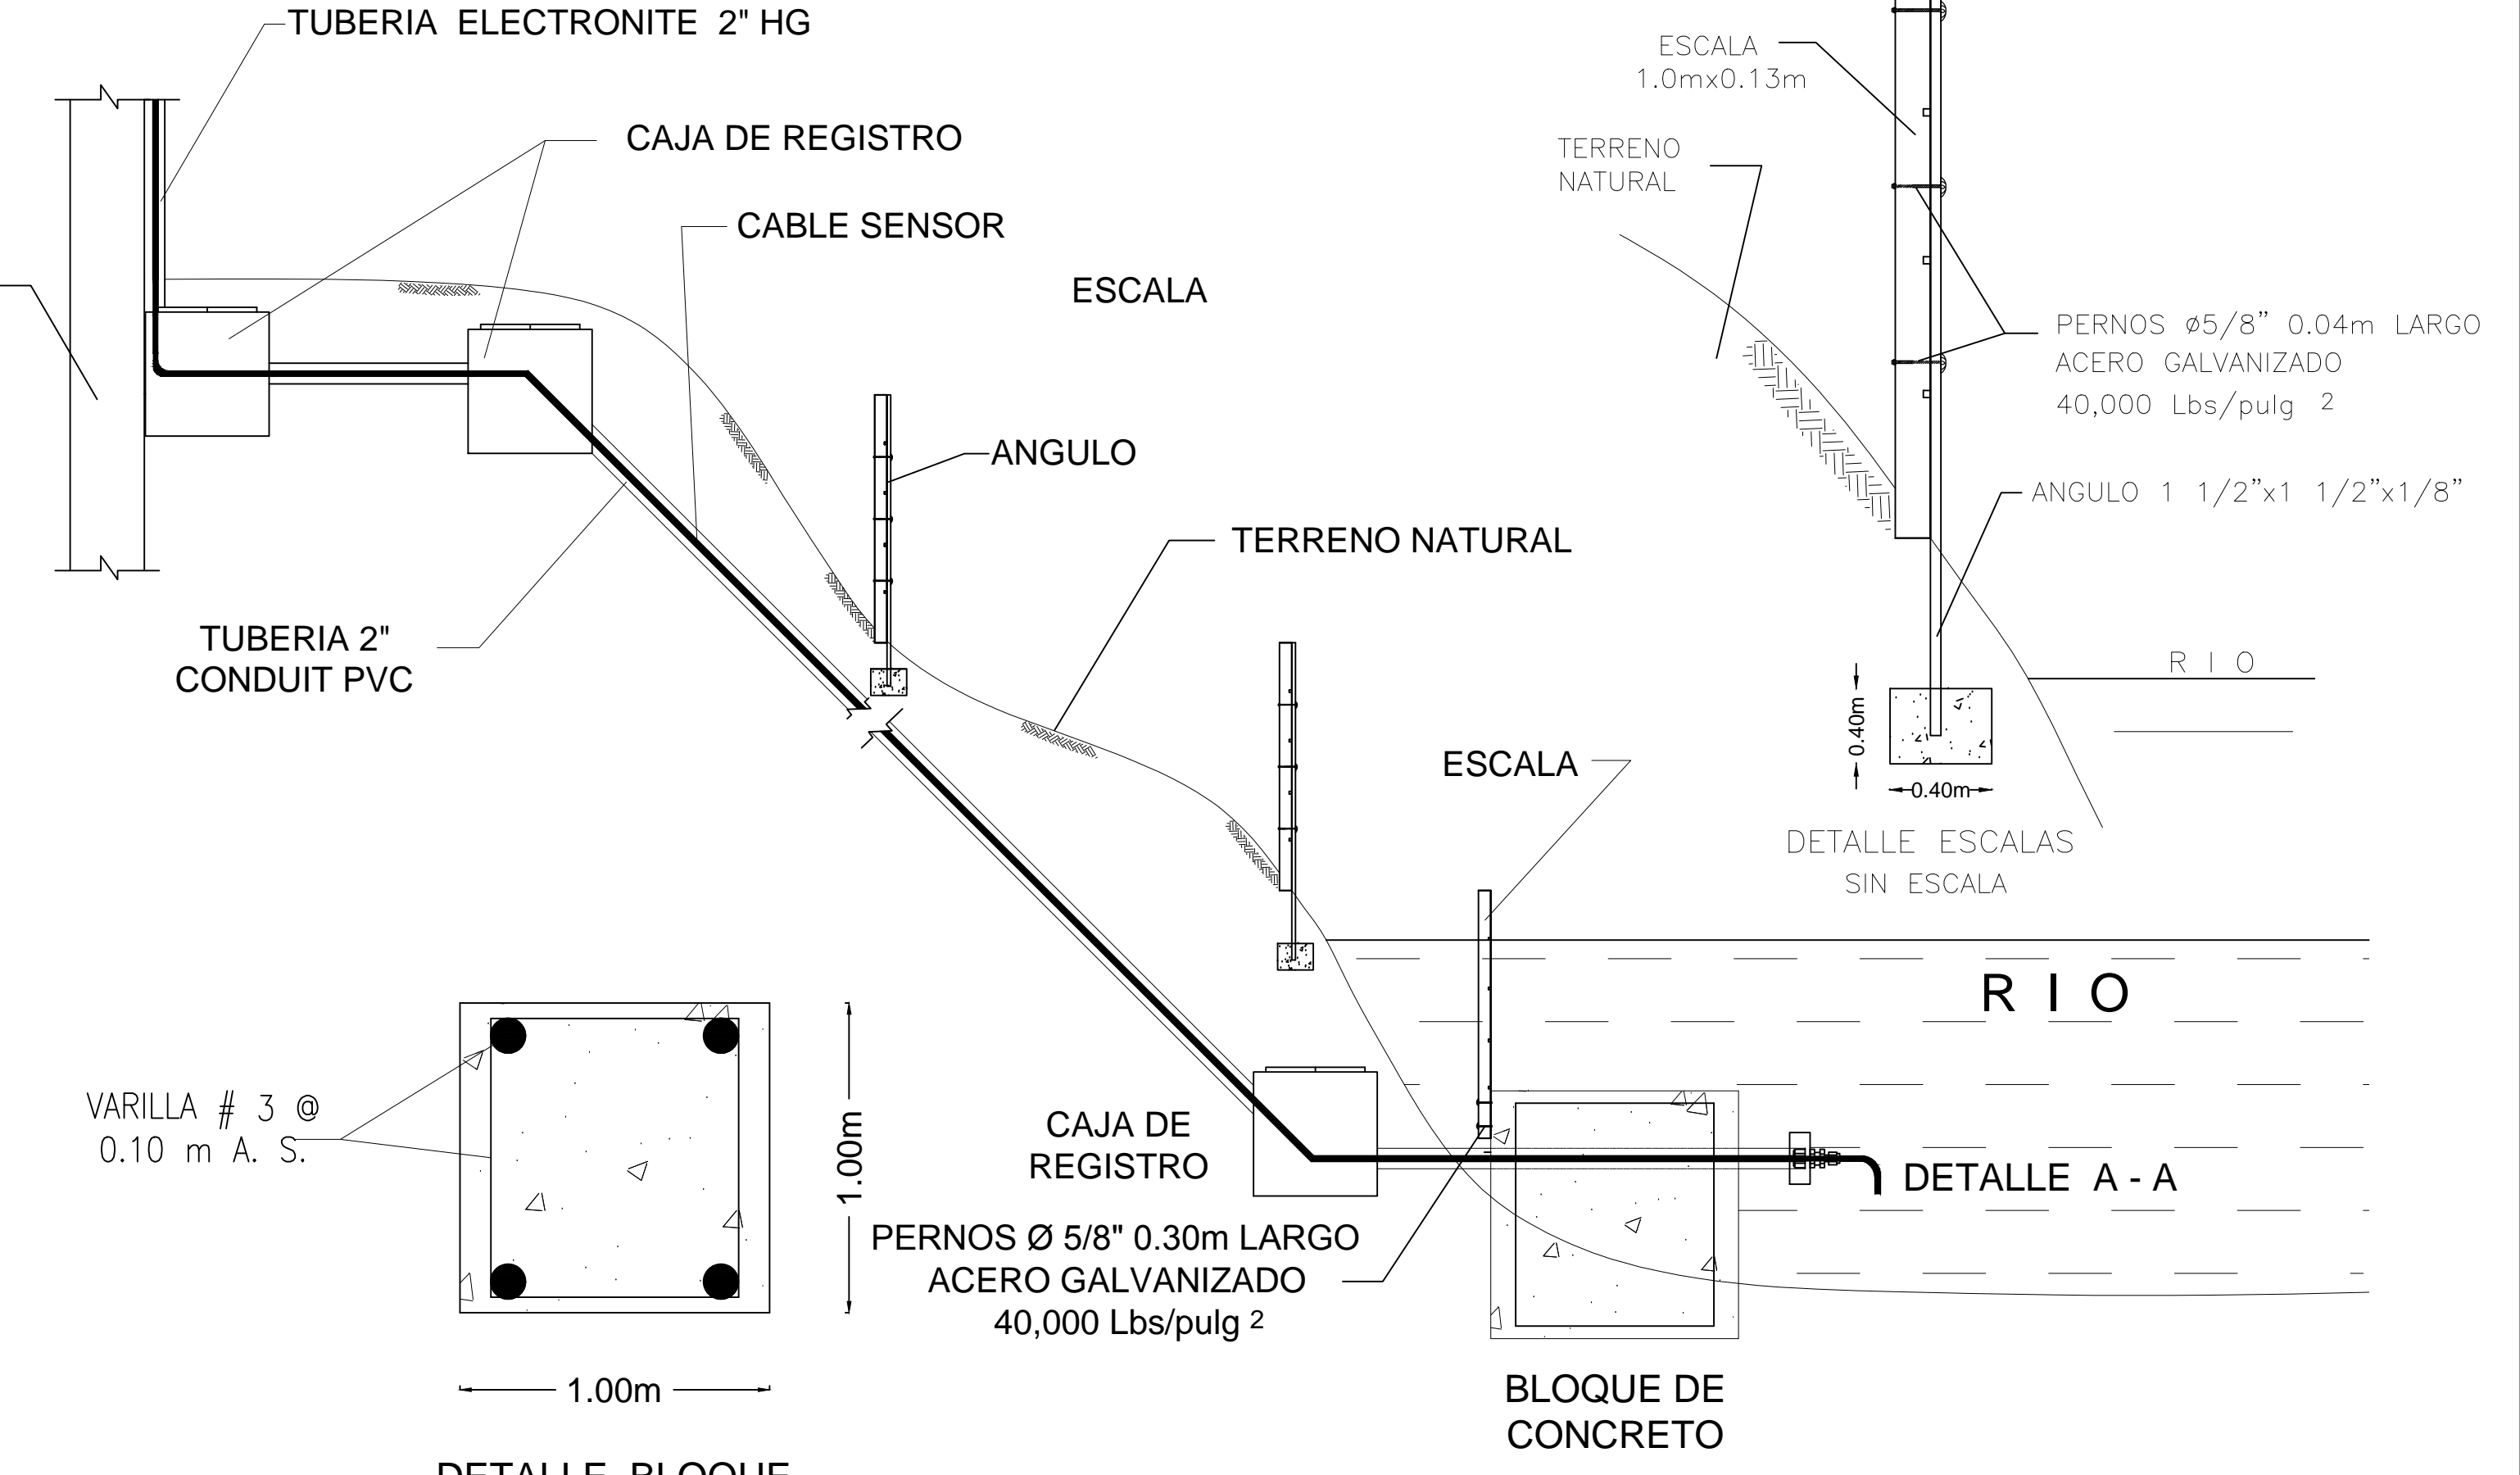 TUBERIA ELECTRONITE 2" HG
CAJA DE REGISTRO
CABLE SENSOR
ESCALA
ANGULO
TERRENO NATURAL
TUBERIA 2"
CONDUIT PVC
ESCALA
1.0mx0.13m
TERRENO
NATURAL
PERNOS ø5/8” 0.04m LARGO
ACERO GALVANIZADO
40,000 Lbs/pulg 2
ANGULO 1 1/2”x1 1/2”x1/8”
R I O
0.40m
0.40m
DETALLE ESCALAS
SIN ESCALA
ESCALA
R I O
VARILLA # 3 @
0.10 m A. S.
1.00m
1.00m
CAJA DE
REGISTRO
DETALLE A - A
PERNOS Ø 5/8" 0.30m LARGO
ACERO GALVANIZADO
40,000 Lbs/pulg 2
BLOQUE DE
CONCRETO
DETALLE BLOQUE